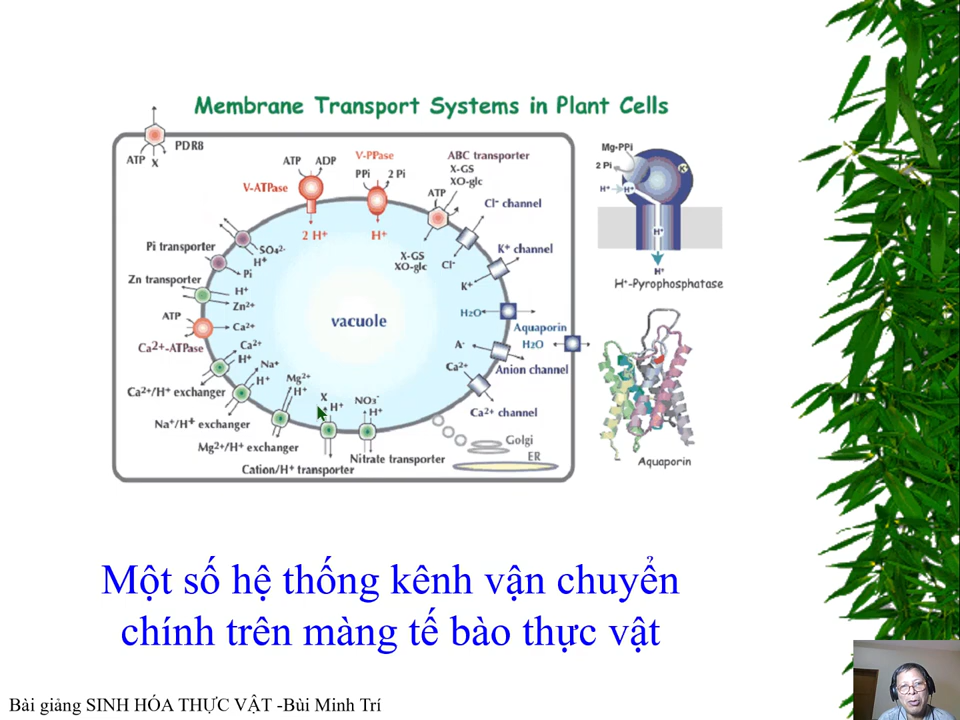 Membrane Transport Systems in Plant Cells
PDRB
ATP X
ATP ADP
V-ATPase
2 H⁺
V-PPase
PPi 2 Pi
H⁺
ABC transporter
X-GS
XO-glc
ATP
X-GS
XO-glc
Cl⁻ channel
Cl⁻
K⁺ channel
K⁺
H₂O
Aquaporin
H₂O
A⁻
Anion channel
Ca²⁺
Ca²⁺ channel
SO₄²⁻
H⁺
Pi transporter
Pi
Zn transporter
H⁺
Zn²⁺
ATP
Ca²⁺
Ca²⁺-ATPase
Ca²⁺
H⁺
Ca²⁺/H⁺ exchanger
Na⁺
H⁺
Na⁺/H⁺ exchanger
Mg²⁺
H⁺
Mg²⁺/H⁺ exchanger
X
H⁺
Cation/H⁺ transporter
NO₃⁻
H⁺
Nitrate transporter
vacuole
Golgi
ER
Mg-PPi
2 Pi
K⁺
H⁺ H⁺
H⁺
H⁺
H⁺-Pyrophosphatase
Aquaporin
Một số hệ thống kênh vận chuyển
chính trên màng tế bào thực vật
Bài giảng SINH HÓA THỰC VẬT -Bùi Minh Trí